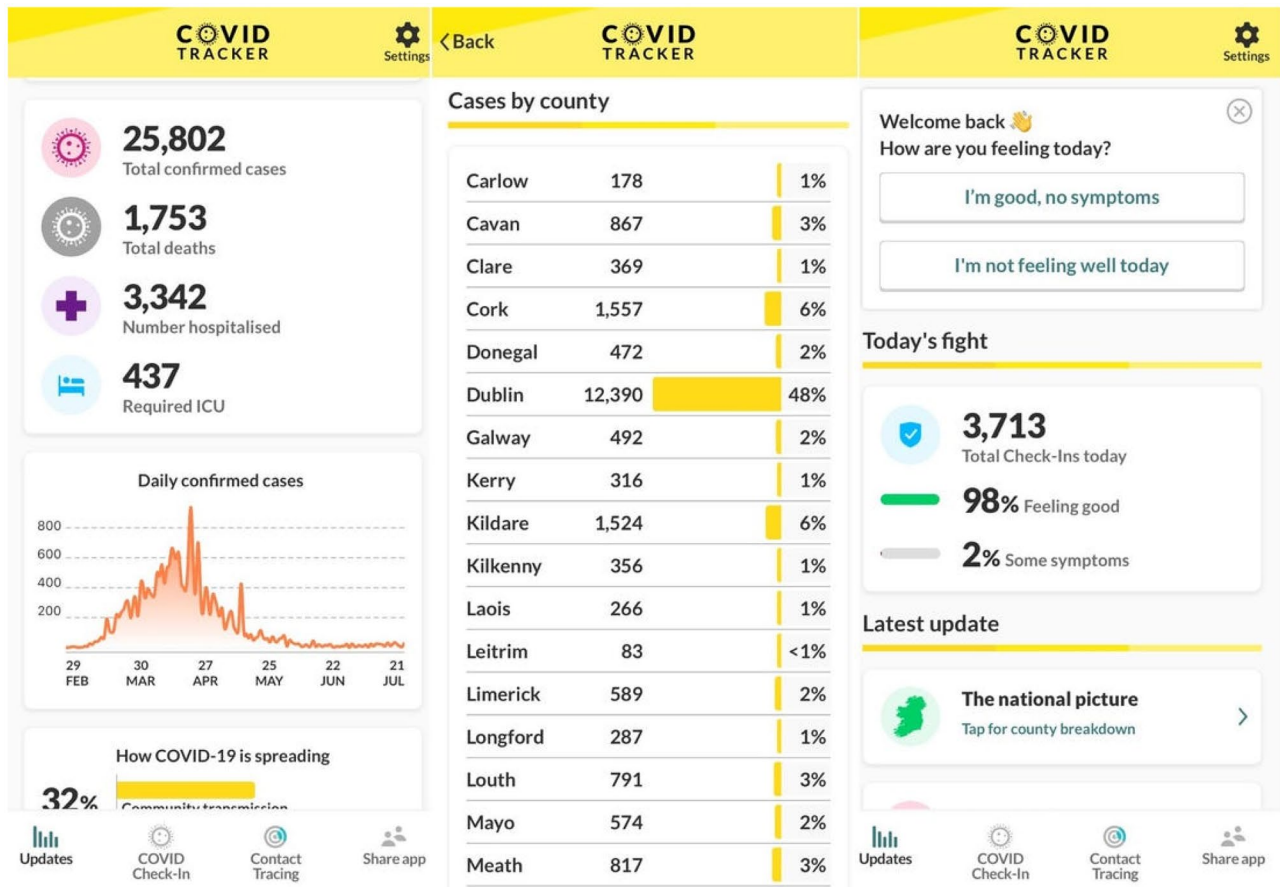 COVID
TRACKER
Settings
25,802
Total confirmed cases
1,753
Total deaths
3,342
Number hospitalised
437
Required ICU
Daily confirmed cases
800
600
400
200
29 30 27 25 22 21
FEB MAR APR MAY JUN JUL
How COVID-19 is spreading
32%
Community transmission
Updates
COVID
Check-In
Contact
Tracing
Share app
Back
COVID
TRACKER
Cases by county
Carlow 178 1%
Cavan 867 3%
Clare 369 1%
Cork 1,557 6%
Donegal 472 2%
Dublin 12,390 48%
Galway 492 2%
Kerry 316 1%
Kildare 1,524 6%
Kilkenny 356 1%
Laois 266 1%
Leitrim 83 <1%
Limerick 589 2%
Longford 287 1%
Louth 791 3%
Mayo 574 2%
Meath 817 3%
COVID
TRACKER
Settings
Welcome back 👋
How are you feeling today?
I'm good, no symptoms
I'm not feeling well today
Today's fight
3,713
Total Check-Ins today
98% Feeling good
2% Some symptoms
Latest update
The national picture
Tap for county breakdown
Updates
COVID
Check-In
Contact
Tracing
Share app